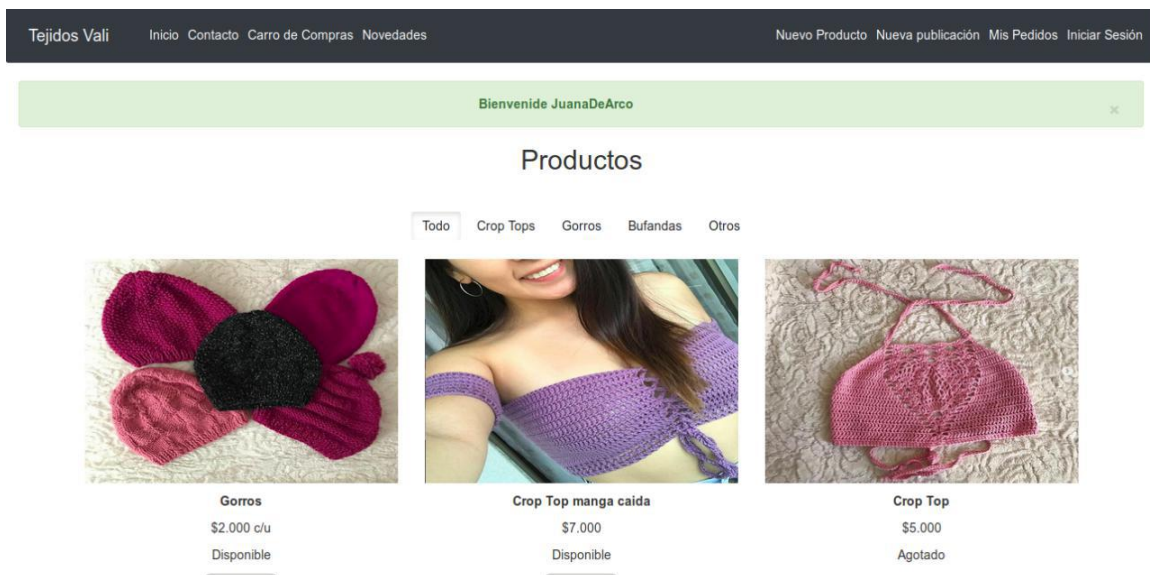 Tejidos Vali Inicio Contacto Carro de Compras Novedades Nuevo Producto Nueva publicación Mis Pedidos Iniciar Sesión
Bienvenide JuanaDeArco ×
Productos
Todo Crop Tops Gorros Bufandas Otros
Gorros Crop Top manga caida Crop Top
$2.000 c/u $7.000 $5.000
Disponible Disponible Agotado